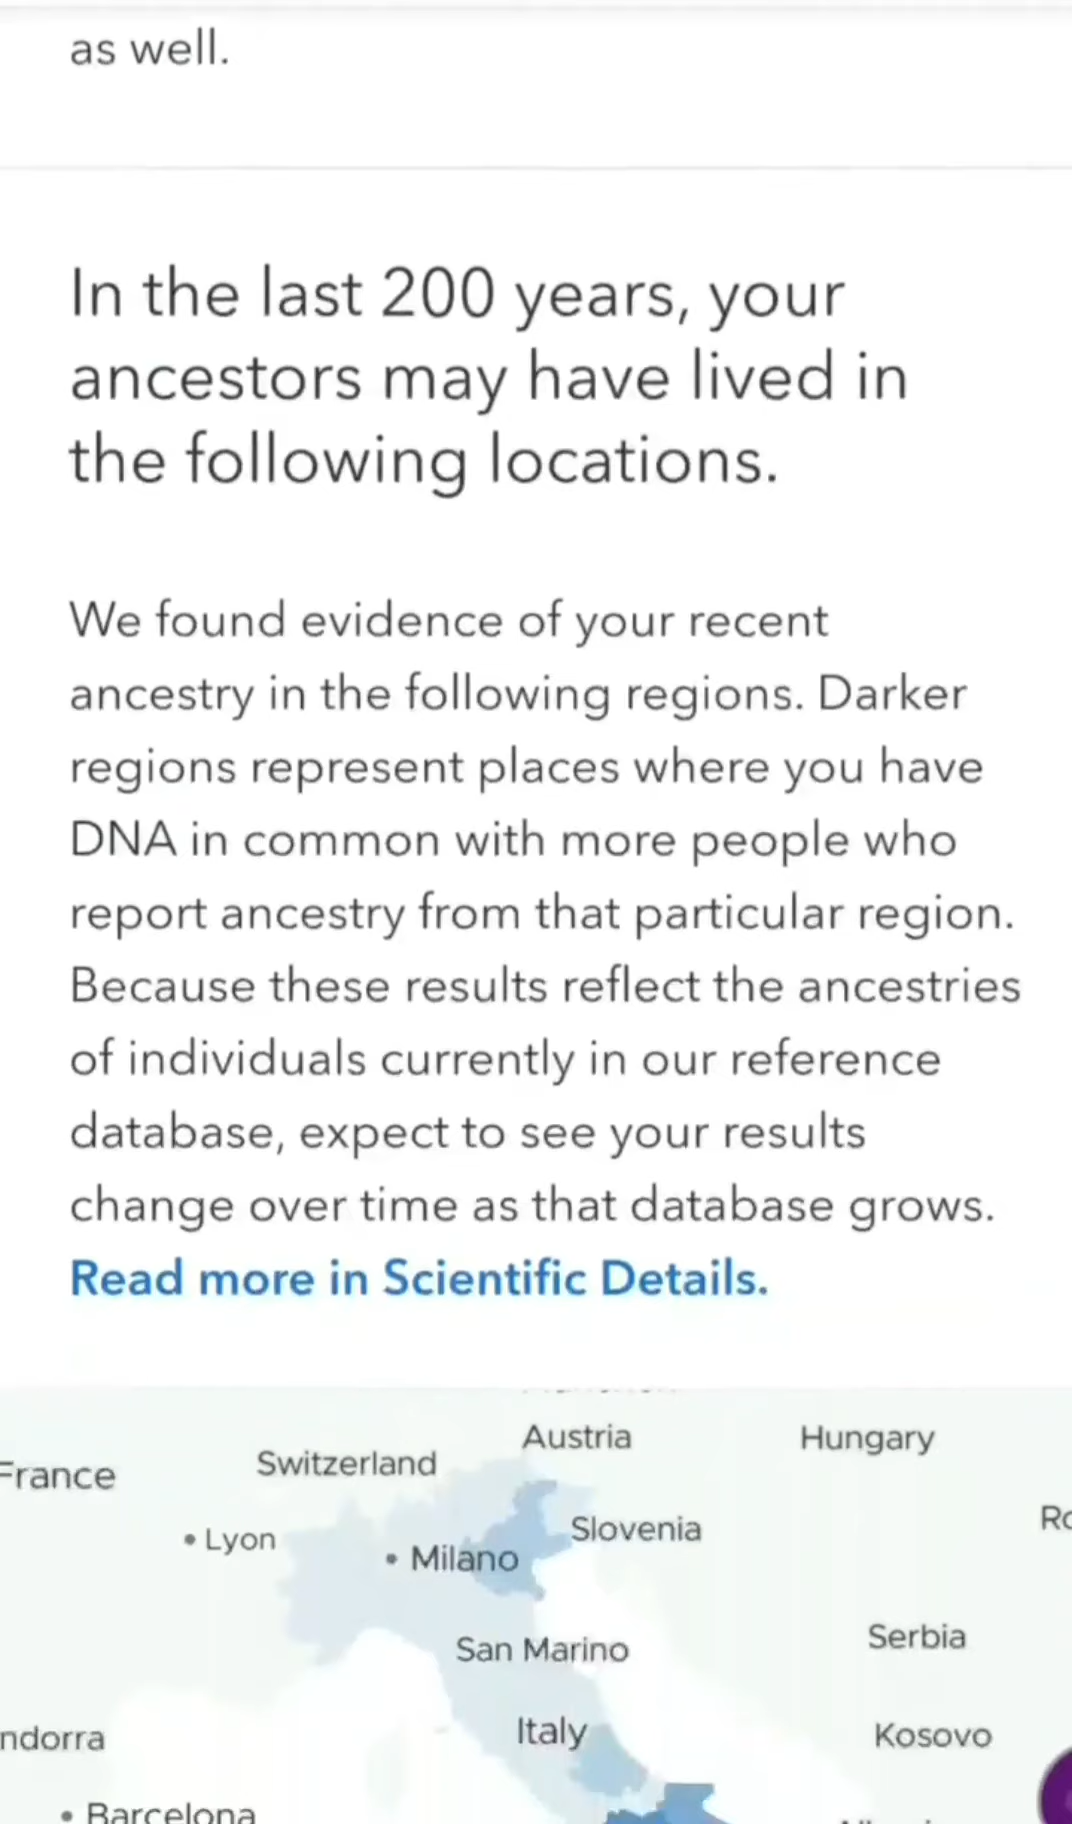 as well.
In the last 200 years, your
ancestors may have lived in
the following locations.
We found evidence of your recent
ancestry in the following regions. Darker
regions represent places where you have
DNA in common with more people who
report ancestry from that particular region.
Because these results reflect the ancestries
of individuals currently in our reference
database, expect to see your results
change over time as that database grows.
Read more in Scientific Details.
Austria
Hungary
France
Switzerland
Slovenia
Lyon
Milano
San Marino
Serbia
Italy
Kosovo
ndorra
Barcelona